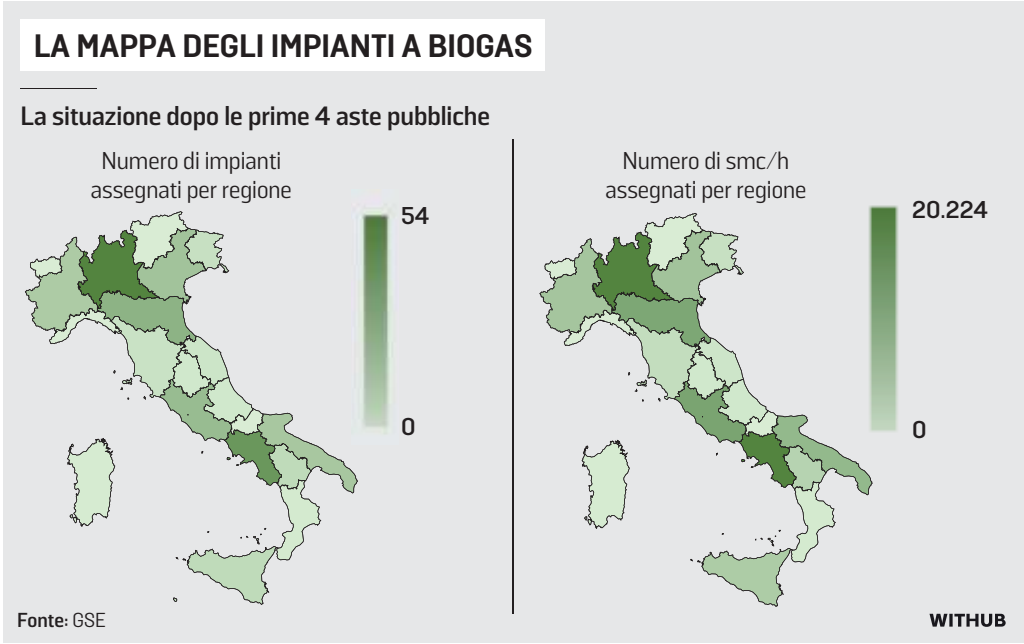 LA MAPPA DEGLI IMPIANTI A BIOGAS
La situazione dopo le prime 4 aste pubbliche
Numero di impianti
assegnati per regione
54
0
Numero di smc/h
assegnati per regione
20.224
0
Fonte: GSE
WITHUB